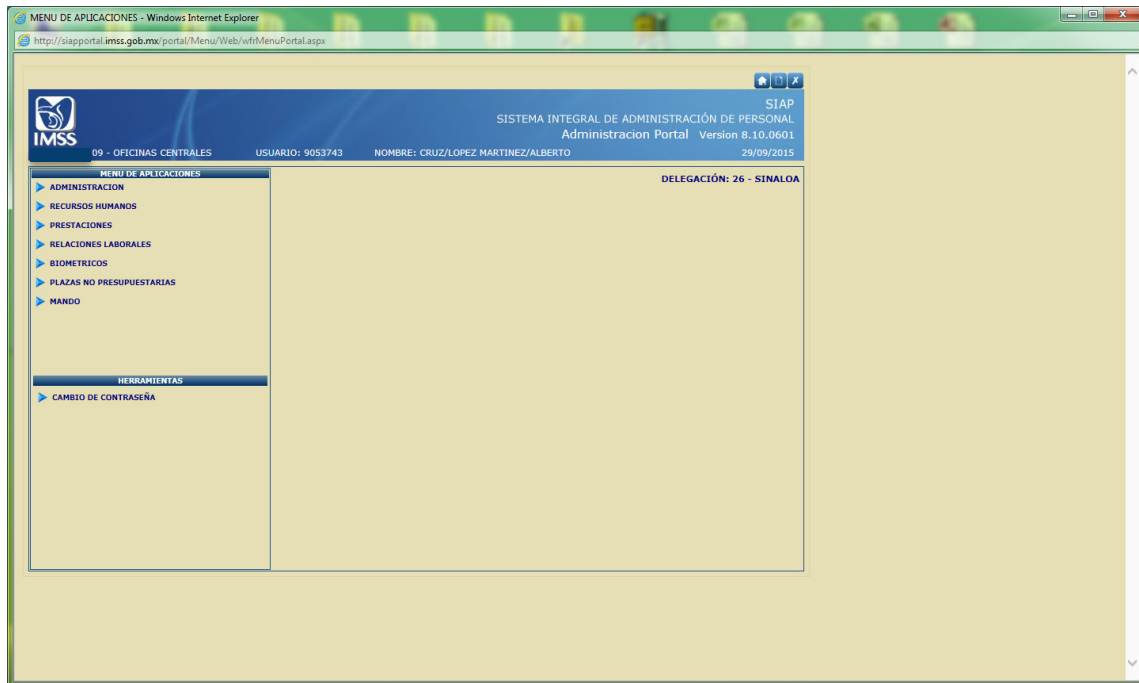 MENU DE APLICACIONES - Windows Internet Explorer
http://siapportal.imss.gob.mx/portal/Menu/Web/wfrMenuPortal.aspx
SIAP
SISTEMA INTEGRAL DE ADMINISTRACIÓN DE PERSONAL
IMSS
Administracion Portal Version 8.10.0601
09 - OFICINAS CENTRALES USUARIO: 9053743 NOMBRE: CRUZ/LOPEZ MARTINEZ/ALBERTO 29/09/2015
MENU DE APLICACIONES
DELEGACIÓN: 26 - SINALOA
ADMINISTRACION
RECURSOS HUMANOS
PRESTACIONES
RELACIONES LABORALES
BIOMETRICOS
PLAZAS NO PRESUPUESTARIAS
MANDO
HERRAMIENTAS
CAMBIO DE CONTRASEÑA